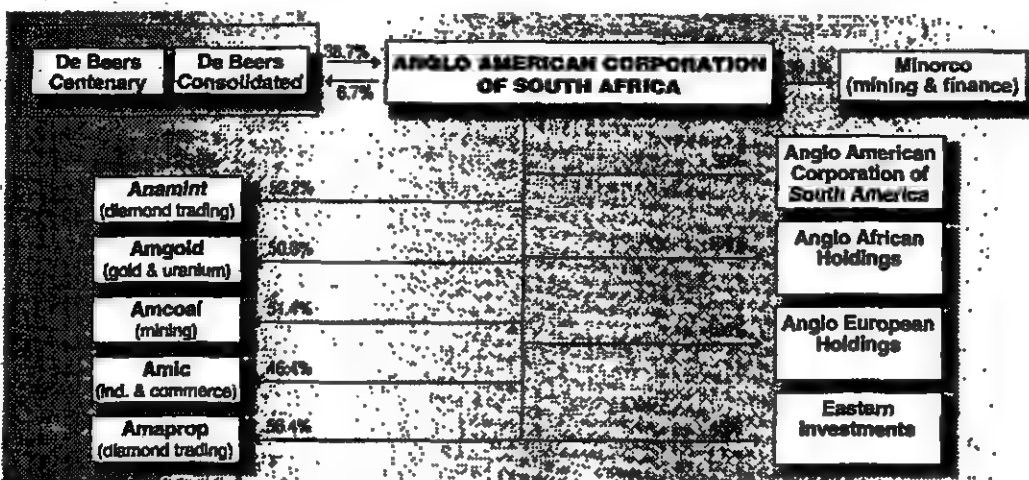 De Beers
Centenary
De Beers
Consolidated
38.7%
6.7%
ANGLO AMERICAN CORPORATION
OF SOUTH AFRICA
Minorco
(mining & finance)
Anamint
(diamond trading)
52.2%
Amgold
(gold & uranium)
50.8%
Amcoal
(mining)
51.4%
Amic
(ind. & commerce)
46.4%
Amaprop
(diamond trading)
56.4%
Anglo American
Corporation of
South America
Anglo African
Holdings
Anglo European
Holdings
Eastern
Investments